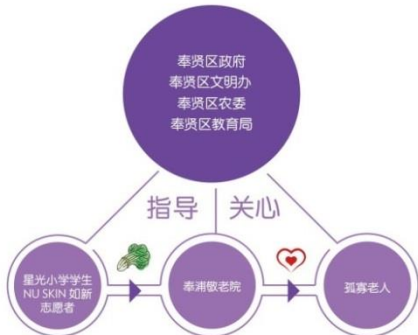 奉贤区政府
奉贤区文明办
奉贤区农委
奉贤区教育局
指导 关心
星光小学学生
NU SKIN 如新
志愿者
奉浦敬老院
孤寡老人